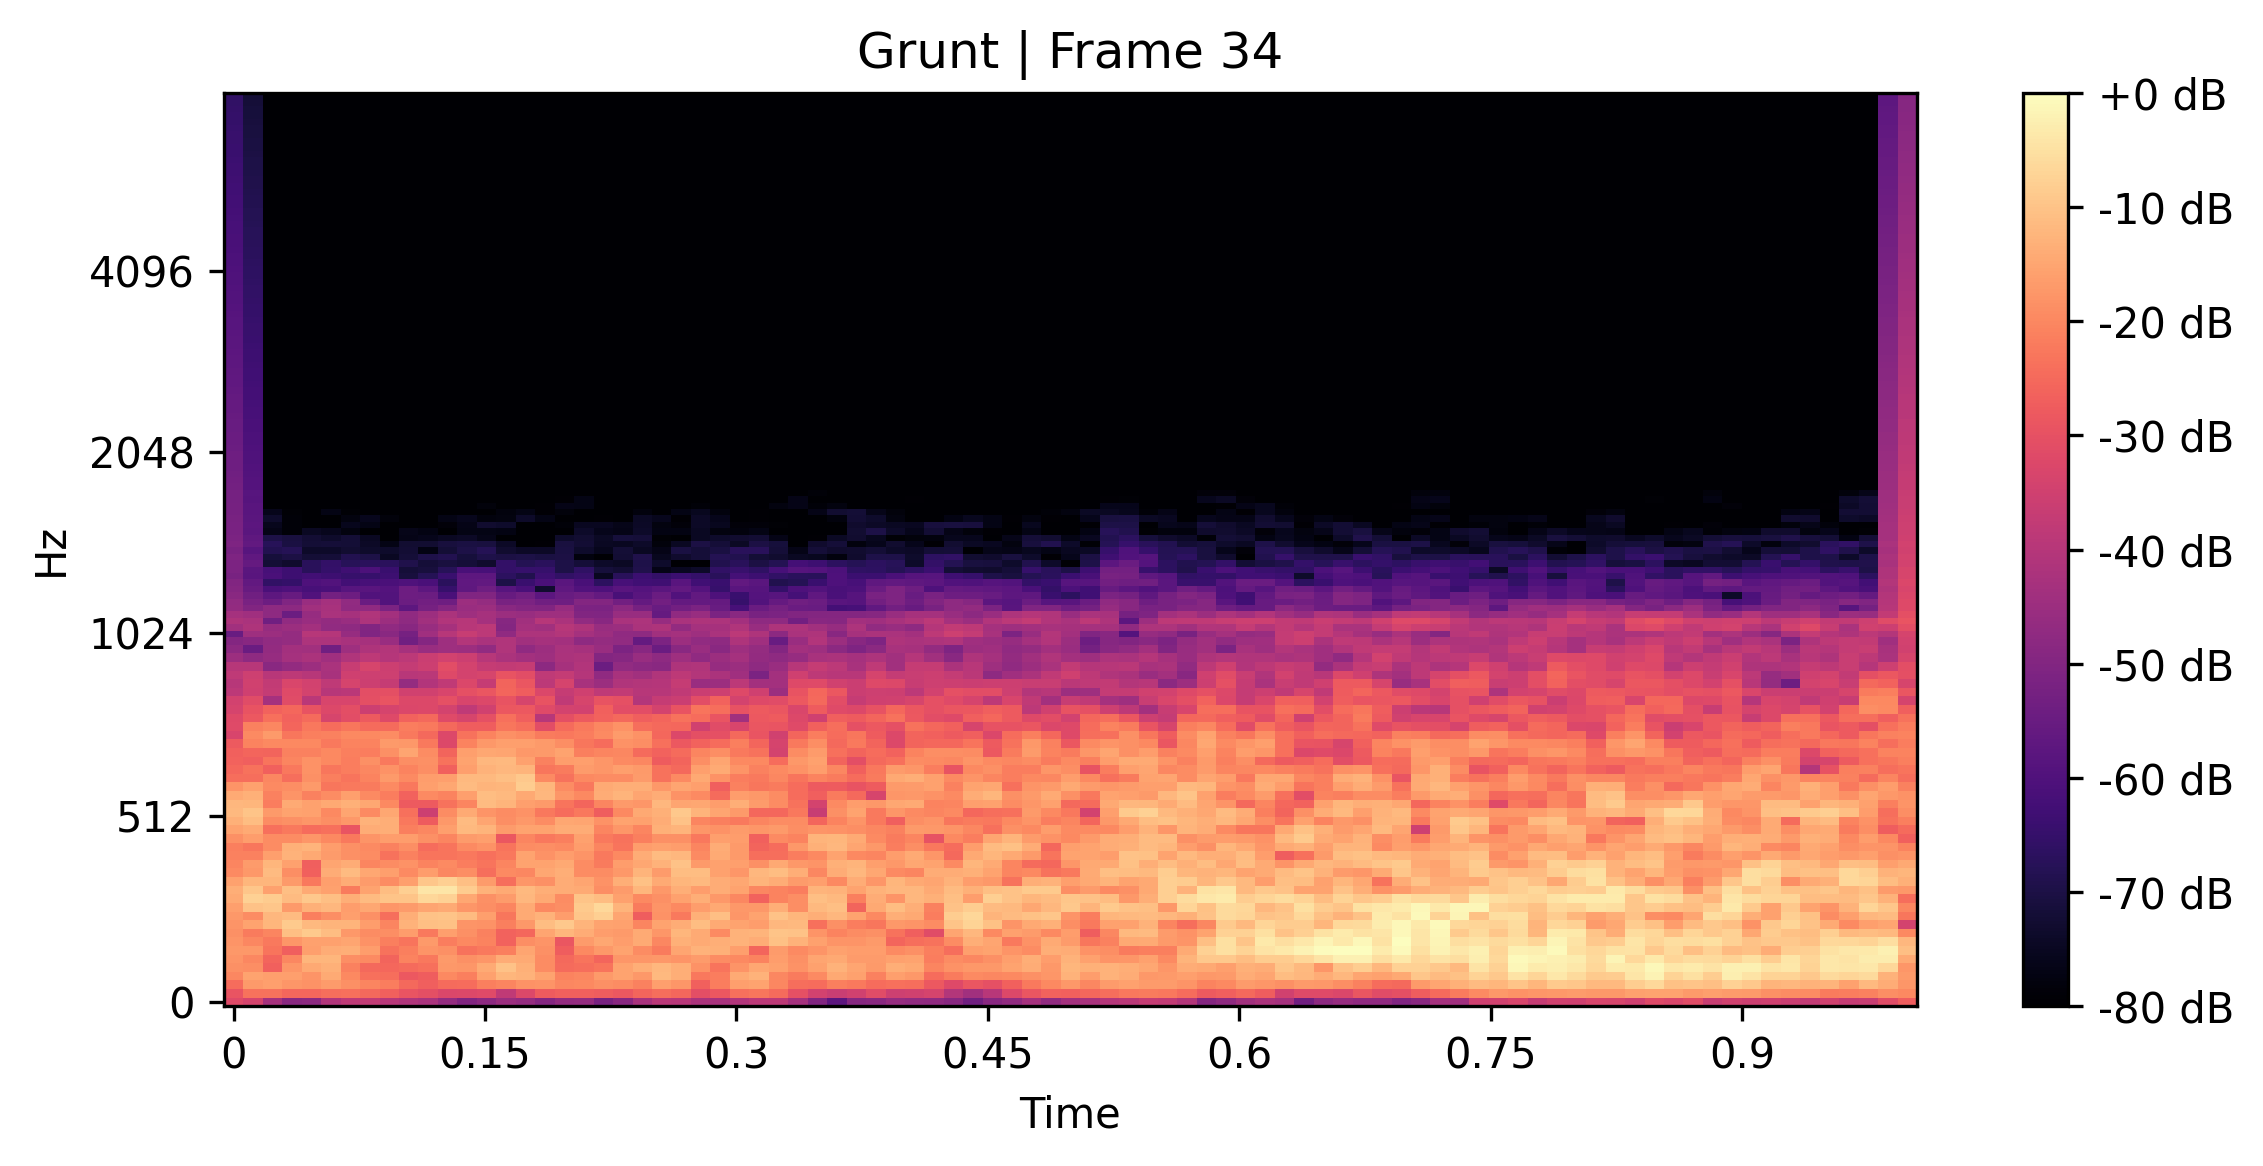 Grunt | Frame 34
+0 dB
-10 dB
-20 dB
-30 dB
-40 dB
-50 dB
-60 dB
-70 dB
-80 dB
Hz
4096
2048
1024
512
0
0 0.15 0.3 0.45 0.6 0.75 0.9
Time